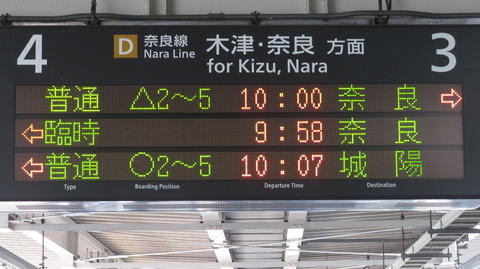 4 D 奈良線 木津・奈良 方面 3
Nara Line for Kizu, Nara
普通 △2〜5 10:00 奈良 →
← 臨時 9:58 奈良
← 普通 ○2〜5 10:07 城陽
Type Boarding Position Departure Time Destination